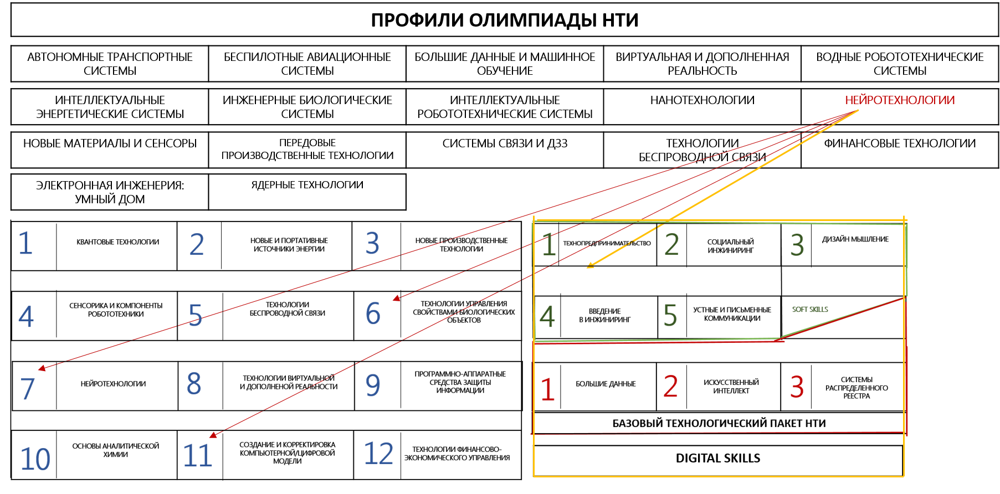 ПРОФИЛИ ОЛИМПИАДЫ НТИ
АВТОНОМНЫЕ ТРАНСПОРТНЫЕ
СИСТЕМЫ
БЕСПИЛОТНЫЕ АВИАЦИОННЫЕ
СИСТЕМЫ
БОЛЬШИЕ ДАННЫЕ И МАШИННОЕ
ОБУЧЕНИЕ
ВИРТУАЛЬНАЯ И ДОПОЛНЕННАЯ
РЕАЛЬНОСТЬ
ВОДНЫЕ РОБОТОТЕХНИЧЕСКИЕ
СИСТЕМЫ
ИНТЕЛЛЕКТУАЛЬНЫЕ
ЭНЕРГЕТИЧЕСКИЕ СИСТЕМЫ
ИНЖЕНЕРНЫЕ БИОЛОГИЧЕСКИЕ
СИСТЕМЫ
ИНТЕЛЛЕКТУАЛЬНЫЕ
РОБОТОТЕХНИЧЕСКИЕ СИСТЕМЫ
НАНОТЕХНОЛОГИИ
НЕЙРОТЕХНОЛОГИИ
НОВЫЕ МАТЕРИАЛЫ И СЕНСОРЫ
ПЕРЕДОВЫЕ
ПРОИЗВОДСТВЕННЫЕ ТЕХНОЛОГИИ
СИСТЕМЫ СВЯЗИ И ДЗЗ
ТЕХНОЛОГИИ
БЕСПРОВОДНОЙ СВЯЗИ
ФИНАНСОВЫЕ ТЕХНОЛОГИИ
ЭЛЕКТРОННАЯ ИНЖЕНЕРИЯ:
УМНЫЙ ДОМ
ЯДЕРНЫЕ ТЕХНОЛОГИИ
1
КВАНТОВЫЕ ТЕХНОЛОГИИ
2
НОВЫЕ И ПОРТАТИВНЫЕ
ИСТОЧНИКИ ЭНЕРГИИ
3
НОВЫЕ ПРОИЗВОДСТВЕННЫЕ
ТЕХНОЛОГИИ
4
СЕНСОРИКА И КОМПОНЕНТЫ
РОБОТОТЕХНИКИ
5
ТЕХНОЛОГИИ
БЕСПРОВОДНОЙ СВЯЗИ
6
ТЕХНОЛОГИИ УПРАВЛЕНИЯ
СВОЙСТВАМИ БИОЛОГИЧЕСКИХ
ОБЪЕКТОВ
7
НЕЙРОТЕХНОЛОГИИ
8
ТЕХНОЛОГИИ ВИРТУАЛЬНОЙ
И ДОПОЛНЕНОЙ РЕАЛЬНОСТИ
9
ПРОГРАММНО-АППАРАТНЫЕ
СРЕДСТВА ЗАЩИТЫ
ИНФОРМАЦИИ
10
ОСНОВЫ АНАЛИТИЧЕСКОЙ
ХИМИИ
11
СОЗДАНИЕ И КОРРЕКТИРОВКА
КОМПЬЮТЕРНОЙ/ЦИФРОВОЙ
МОДЕЛИ
12
ТЕХНОЛОГИИ ФИНАНСОВО-
ЭКОНОМИЧЕСКОГО УПРАВЛЕНИЯ
1
ТЕХНОПРЕДПРИНИМАТЕЛЬСТВО
2
СОЦИАЛЬНЫЙ
ИНЖИНИРИНГ
3
ДИЗАЙН МЫШЛЕНИЕ
4
ВВЕДЕНИЕ
В ИНЖИНИРИНГ
5
УСТНЫЕ И ПИСЬМЕННЫЕ
КОММУНИКАЦИИ
SOFT SKILLS
1
БОЛЬШИЕ ДАННЫЕ
2
ИСКУССТВЕННЫЙ
ИНТЕЛЛЕКТ
3
СИСТЕМЫ
РАСПРЕДЕЛЕННОГО
РЕЕСТРА
БАЗОВЫЙ ТЕХНОЛОГИЧЕСКИЙ ПАКЕТ НТИ
DIGITAL SKILLS